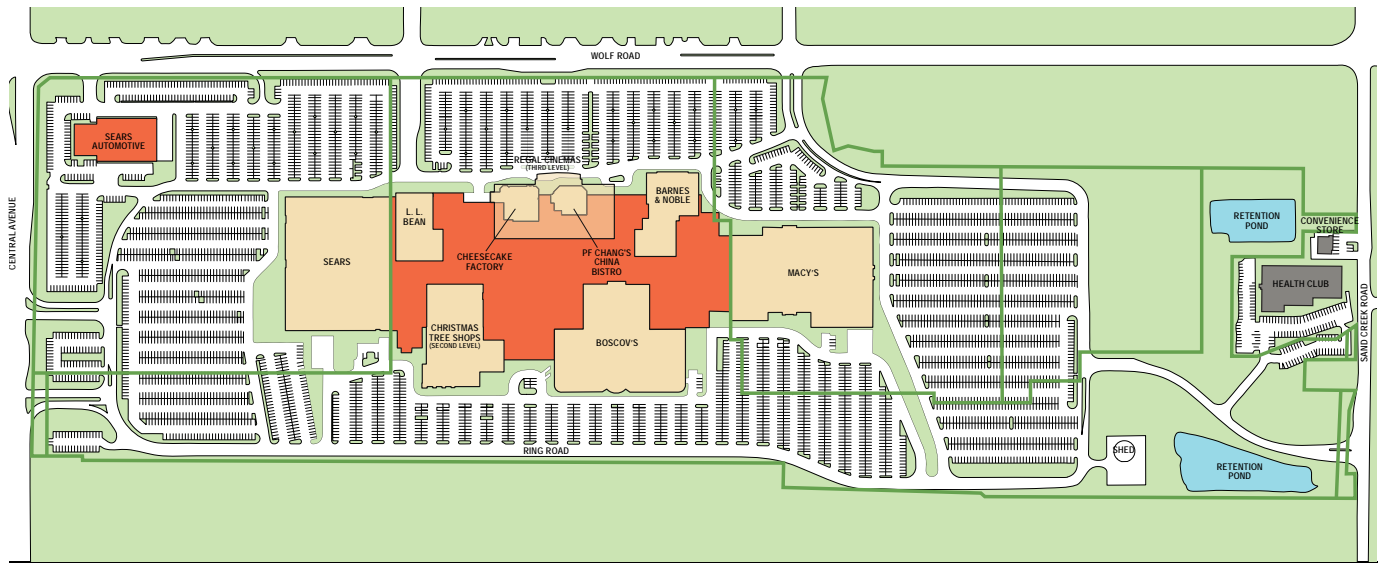 WOLF ROAD
SEARS
AUTOMOTIVE
REGAL CINEMAS
(THIRD LEVEL)
CENTRAL AVENUE
L. L.
BEAN
BARNES
& NOBLE
RETENTION
POND
CONVENIENCE
STORE
SEARS
CHEESECAKE
FACTORY
PF CHANG'S
CHINA
BISTRO
MACY'S
HEALTH CLUB
SAND CREEK ROAD
CHRISTMAS
TREE SHOPS
(SECOND LEVEL)
BOSCOV'S
RING ROAD
SHED
RETENTION
POND